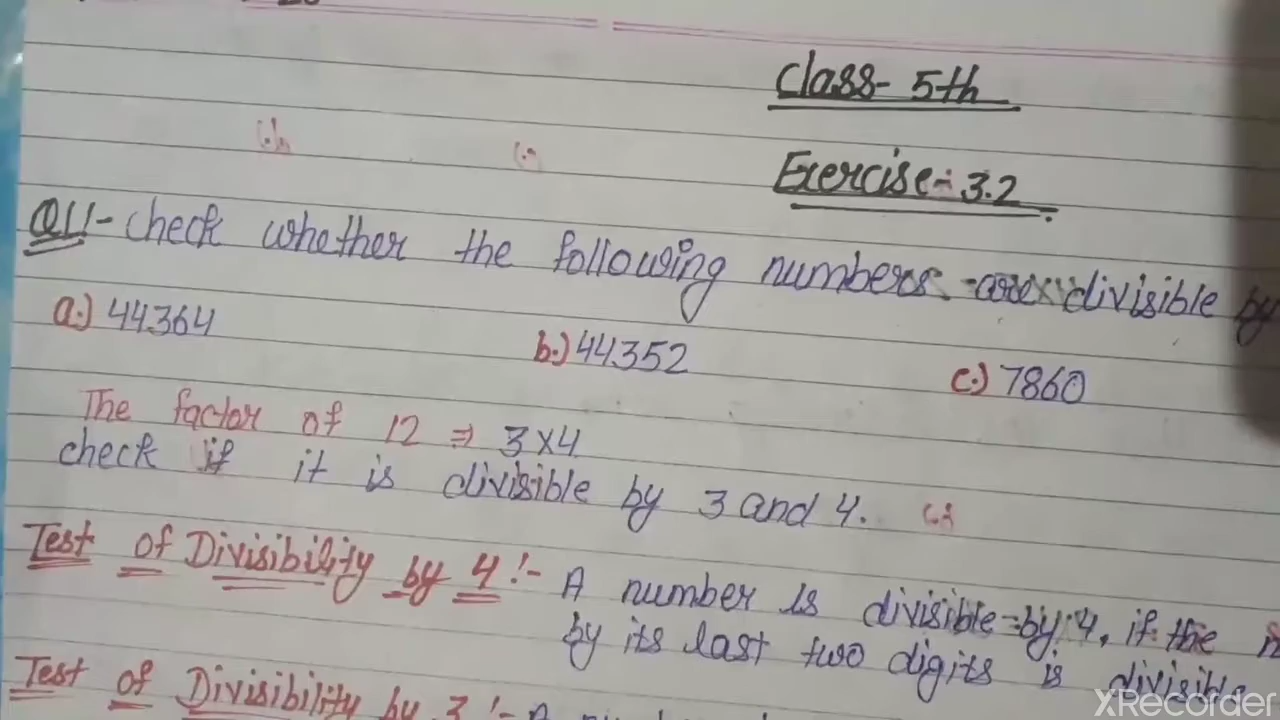 Class- 5th
Exercise- 3.2
Q1)- Check whether the following numbers are divisible by
a.) 44364
b.) 44352
c.) 7860
The factor of 12 ⇒ 3×4
check if it is divisible by 3 and 4.
Test of Divisibility by 4 :- A number is divisible by 4, if the
by its last two digits is divisible
Test of Divisibility by 3 :- A
XRecorder